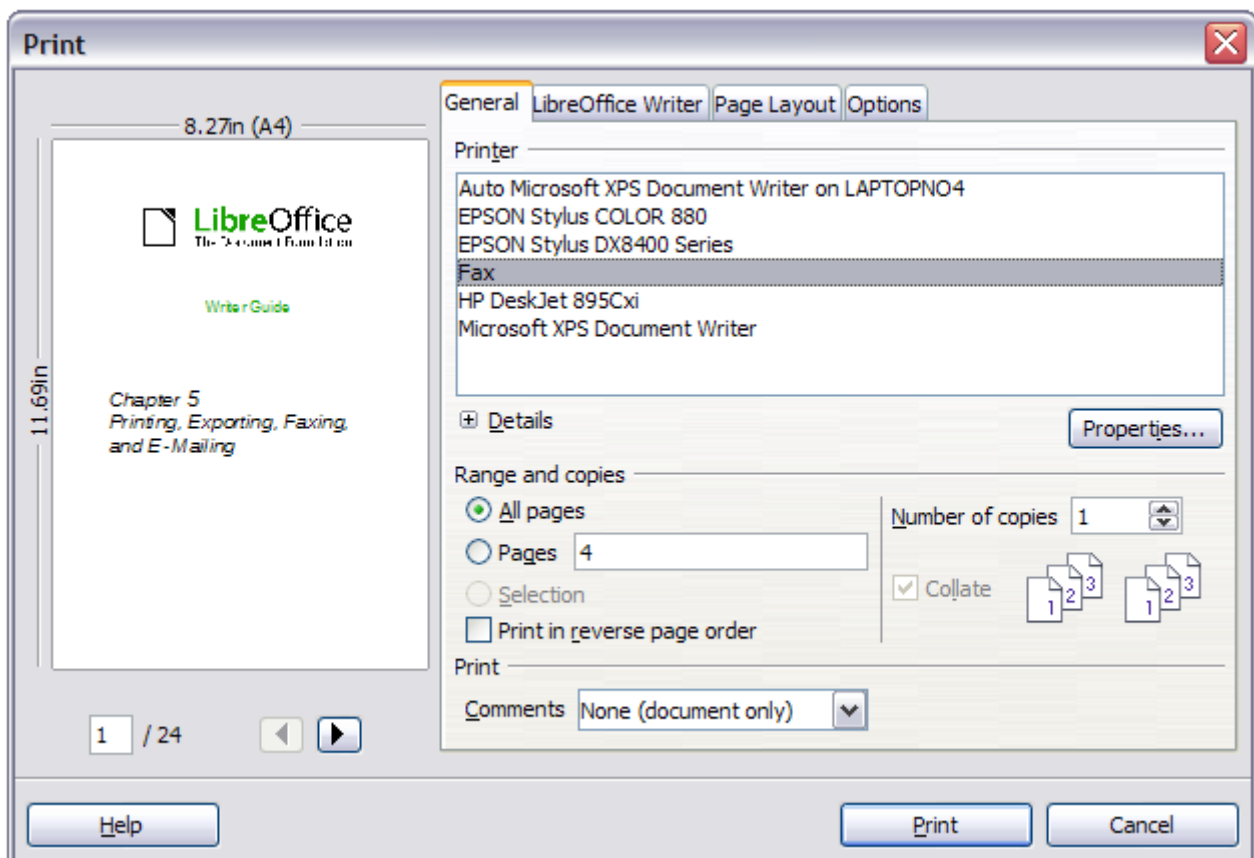 Print
8.27in (A4)
11.69in
LibreOffice
The Document Foundation
Writer Guide
Chapter 5
Printing, Exporting, Faxing,
and E-Mailing
1 / 24
General LibreOffice Writer Page Layout Options
Printer
Auto Microsoft XPS Document Writer on LAPTOPNO4
EPSON Stylus COLOR 880
EPSON Stylus DX8400 Series
Fax
HP DeskJet 895Cxi
Microsoft XPS Document Writer
Details
Properties...
Range and copies
All pages
Pages 4
Selection
Print in reverse page order
Number of copies 1
Collate
1 2 3 1 2 3
Print
Comments None (document only)
Help Print Cancel